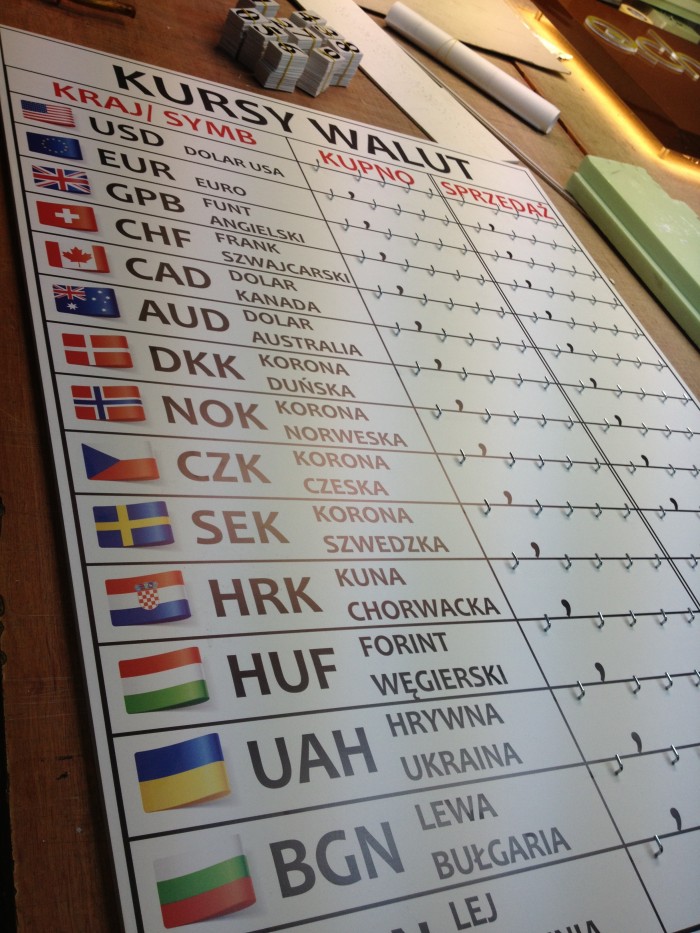 KURSY WALUT
KRAJ/ SYMB KUPNO SPRZEDAŻ
USD DOLAR USA
EUR EURO
GPB FUNT
ANGIELSKI
CHF FRANK
SZWAJCARSKI
CAD DOLAR
KANADA
AUD DOLAR
AUSTRALIA
DKK KORONA
DUŃSKA
NOK KORONA
NORWESKA
CZK KORONA
CZESKA
SEK KORONA
SZWEDZKA
HRK KUNA
CHORWACKA
HUF FORINT
WĘGIERSKI
UAH HRYWNA
UKRAINA
BGN LEWA
BUŁGARIA
LEJ